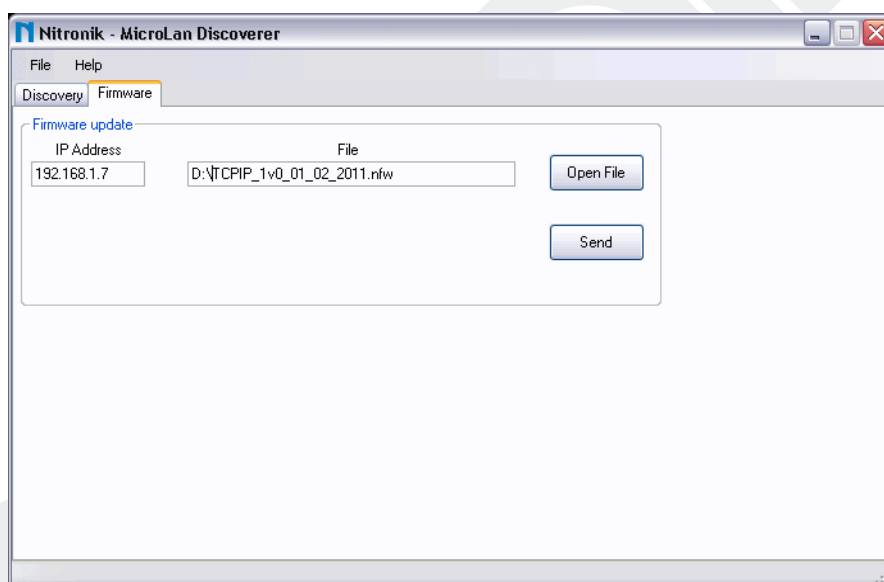 Nitronik - MicroLan Discoverer
File Help
Discovery Firmware
Firmware update
IP Address File
192.168.1.7 D:\TCPIP_1v0_01_02_2011.nfw Open File
Send